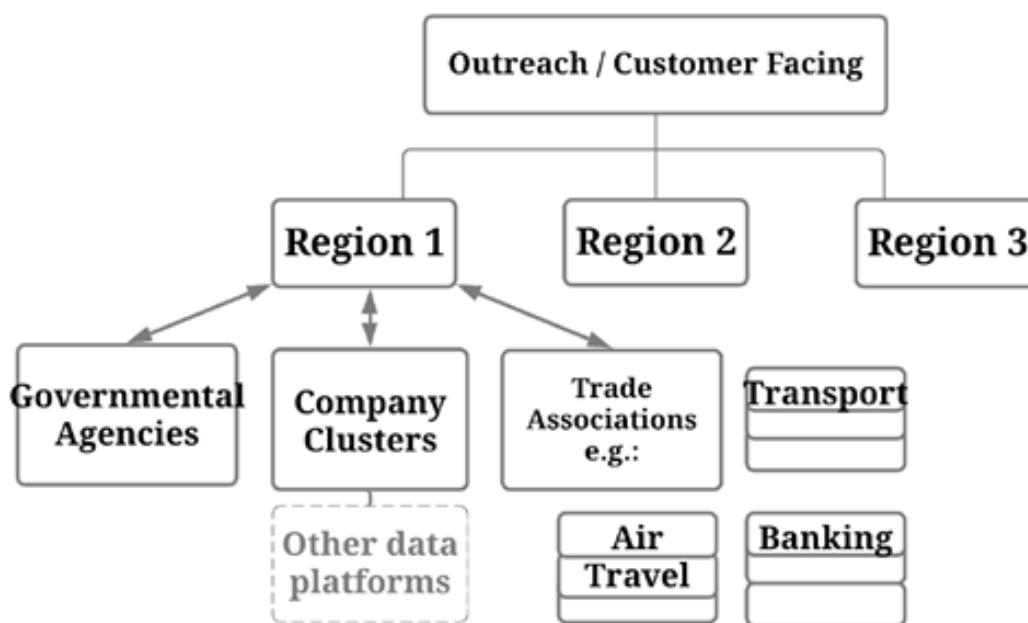 Outreach / Customer Facing
Region 1
Region 2
Region 3
Governmental
Agencies
Company
Clusters
Trade
Associations
e.g.:
Transport
Other data
platforms
Air
Travel
Banking